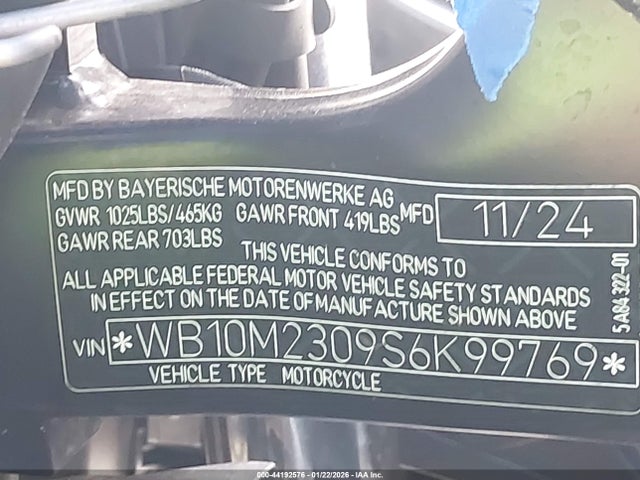 MFD BY BAYERISCHE MOTORENWERKE AG
GVWR 1025LBS/465KG GAWR FRONT 419LBS MFD 11/24
GAWR REAR 703LBS
THIS VEHICLE CONFORMS TO
ALL APPLICABLE FEDERAL MOTOR VEHICLE SAFETY STANDARDS
IN EFFECT ON THE DATE OF MANUFACTURE SHOWN ABOVE
VIN *WB10M2309S6K99769*
VEHICLE TYPE MOTORCYCLE
5A84 322-01
000-44192576 - 01/22/2026 - IAA Inc.